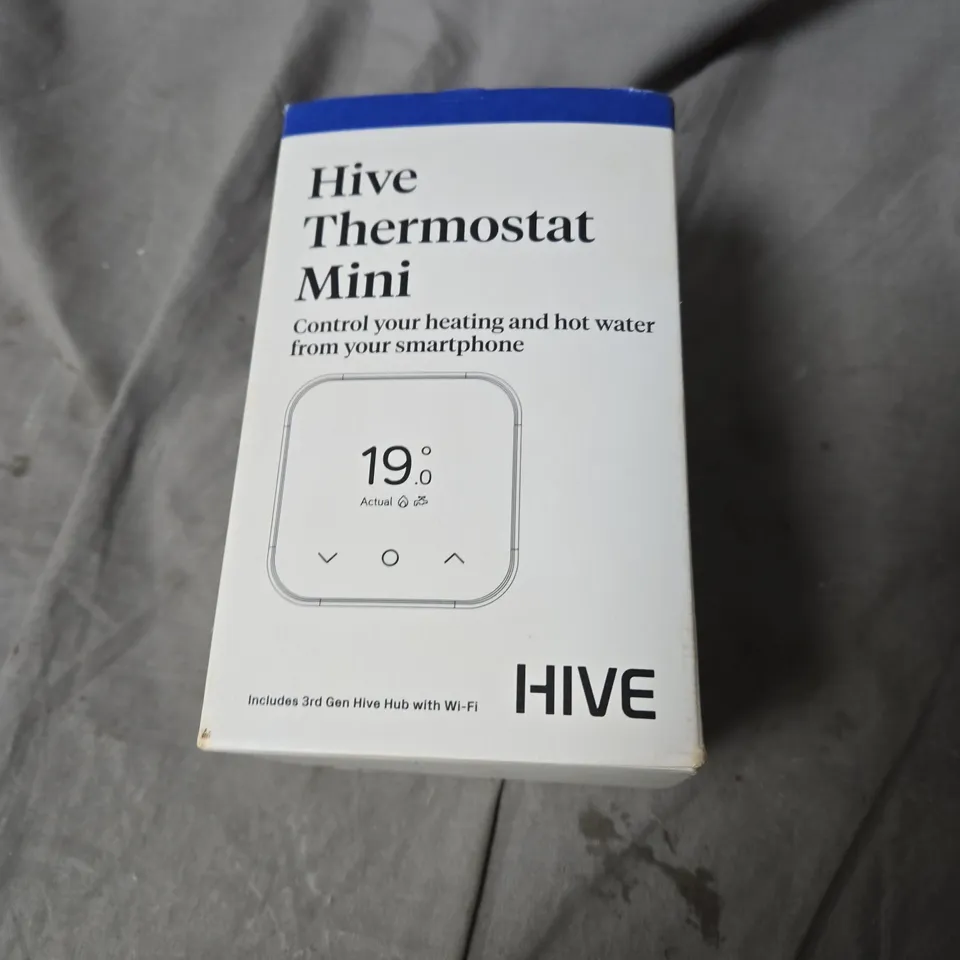 Hive
Thermostat
Mini
Control your heating and hot water
from your smartphone
19.0°
Actual
Includes 3rd Gen Hive Hub with Wi-Fi
HIVE